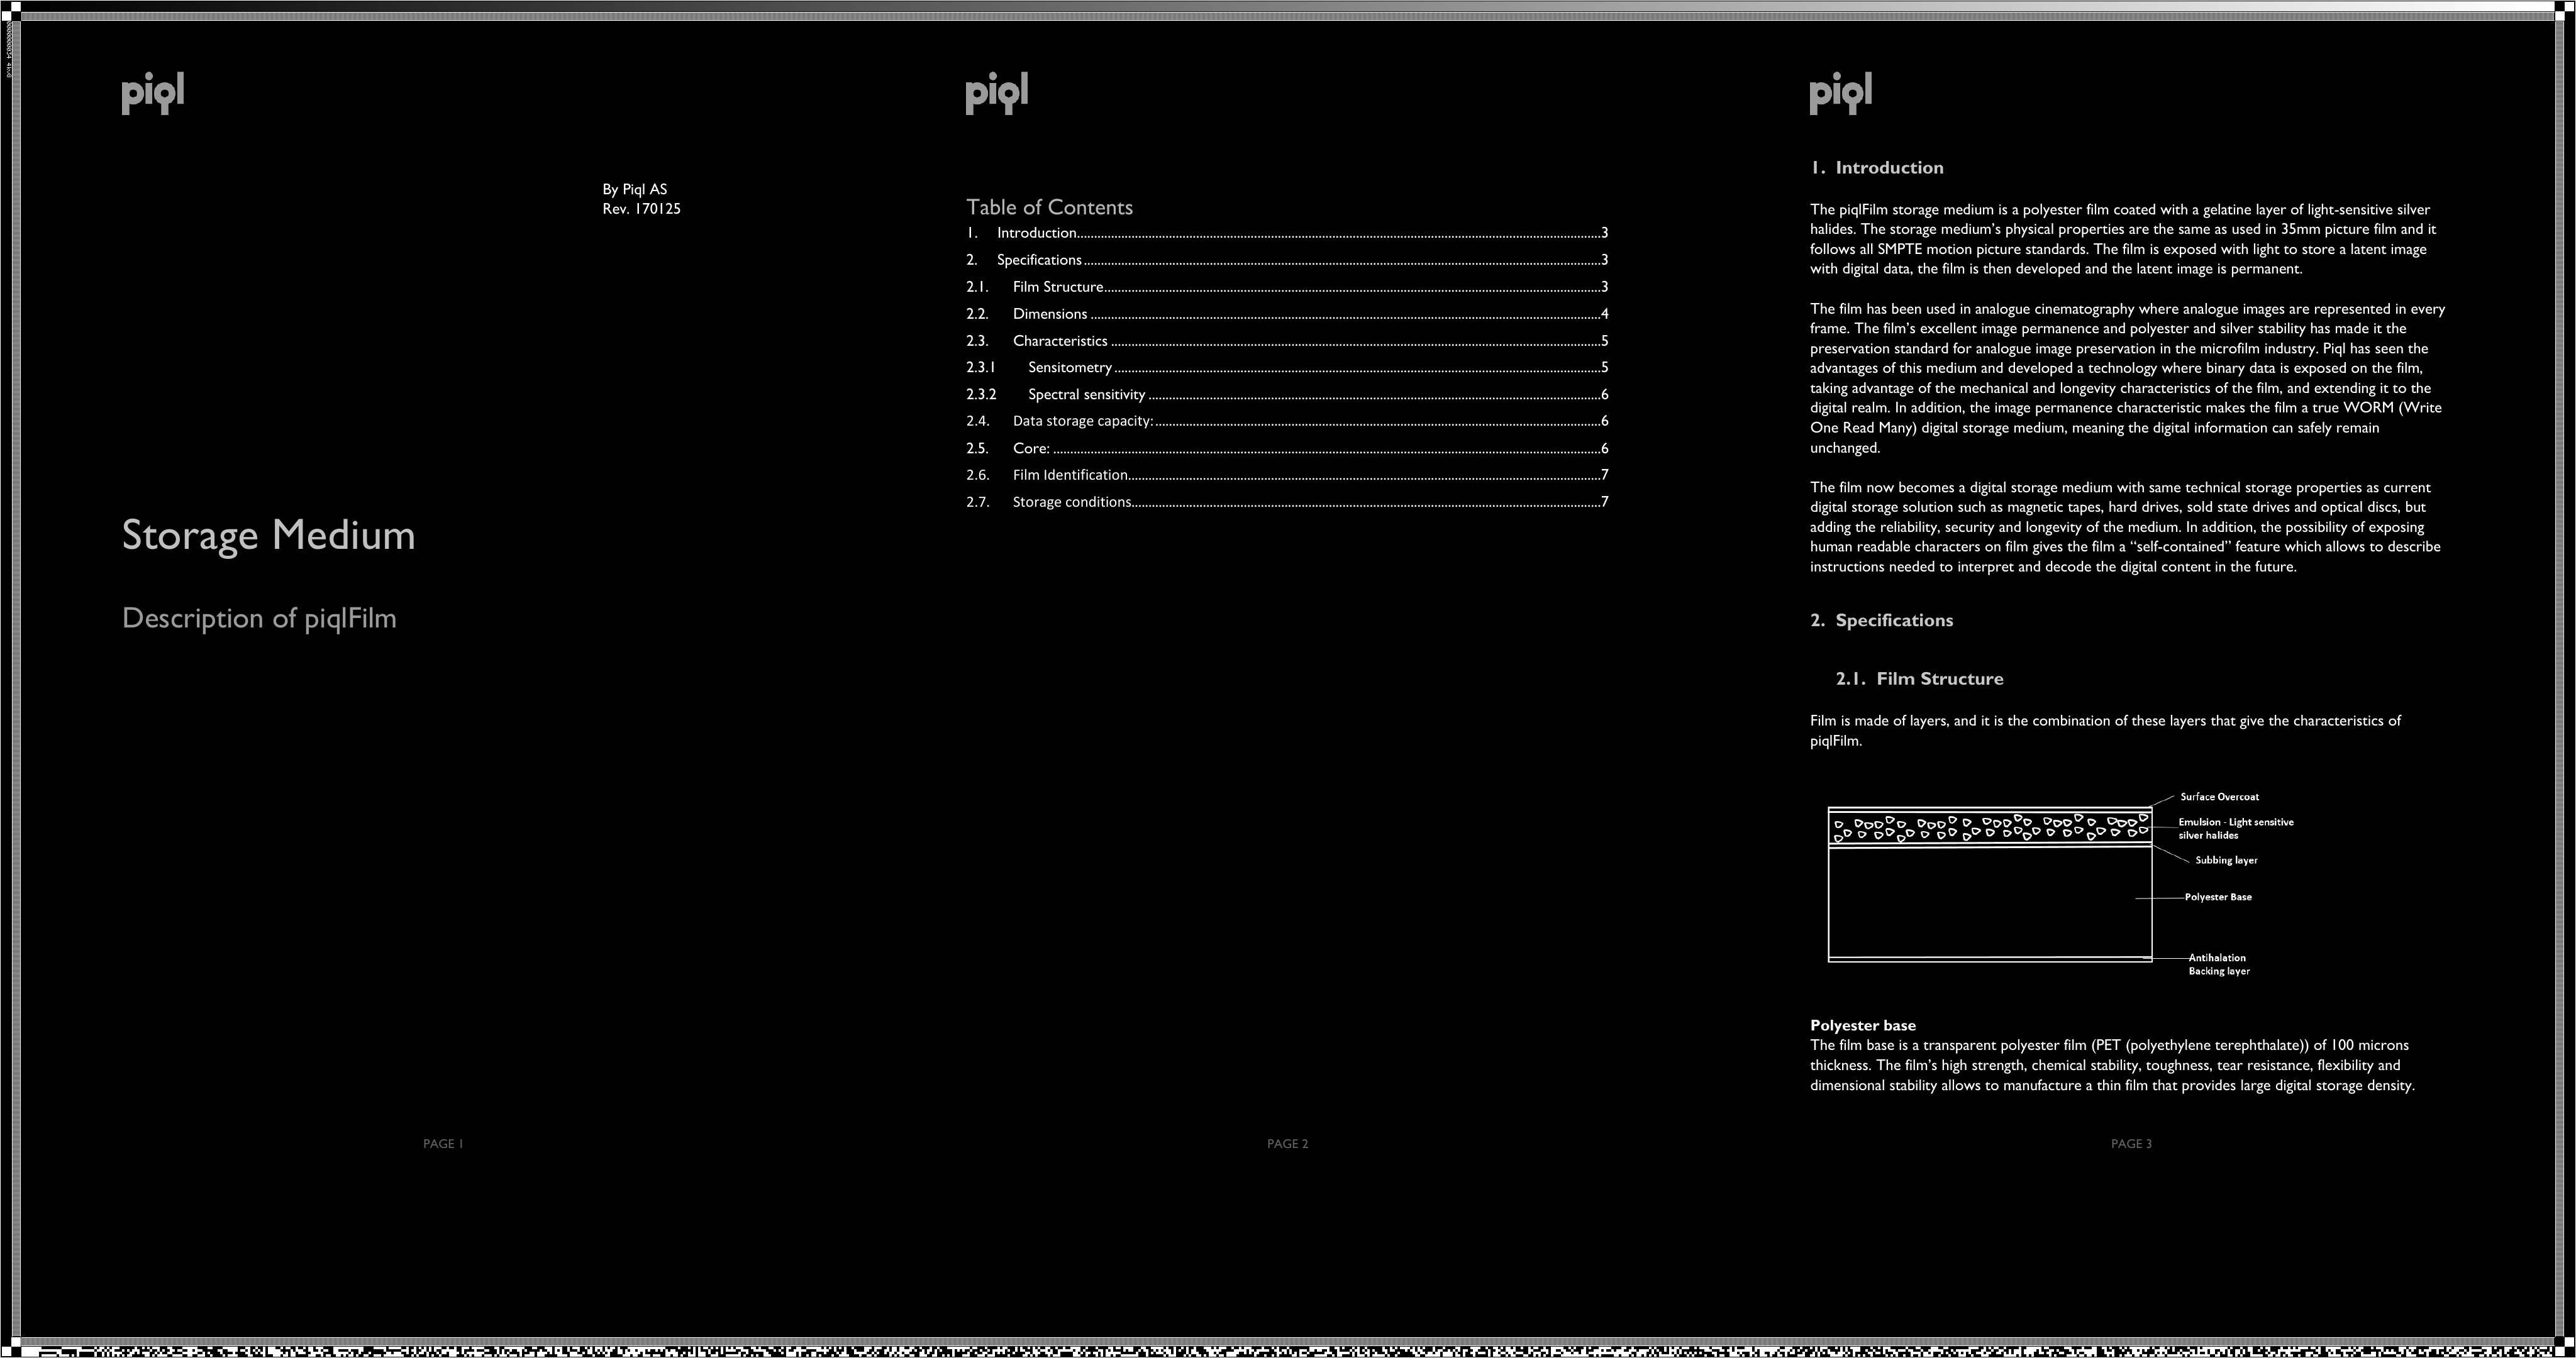 piql
By Piql AS
Rev. 170125
Storage Medium
Description of piqlFilm
PAGE 1
piql
Table of Contents
1. Introduction...3
2. Specifications...3
2.1. Film Structure...3
2.2. Dimensions...4
2.3. Characteristics...5
2.3.1 Sensitometry...5
2.3.2 Spectral sensitivity...6
2.4. Data storage capacity:...6
2.5. Core:...6
2.6. Film Identification...7
2.7. Storage conditions...7
PAGE 2
piql
1. Introduction
The piqlFilm storage medium is a polyester film coated with a gelatine layer of light-sensitive silver
halides. The storage medium's physical properties are the same as used in 35mm picture film and it
follows all SMPTE motion picture standards. The film is exposed with light to store a latent image
with digital data, the film is then developed and the latent image is permanent.
The film has been used in analogue cinematography where analogue images are represented in every
frame. The film's excellent image permanence and polyester and silver stability has made it the
preservation standard for analogue image preservation in the microfilm industry. Piql has seen the
advantages of this medium and developed a technology where binary data is exposed on the film,
taking advantage of the mechanical and longevity characteristics of the film, and extending it to the
digital realm. In addition, the image permanence characteristic makes the film a true WORM (Write
One Read Many) digital storage medium, meaning the digital information can safely remain
unchanged.
The film now becomes a digital storage medium with same technical storage properties as current
digital storage solution such as magnetic tapes, hard drives, sold state drives and optical discs, but
adding the reliability, security and longevity of the medium. In addition, the possibility of exposing
human readable characters on film gives the film a “self-contained” feature which allows to describe
instructions needed to interpret and decode the digital content in the future.
2. Specifications
2.1. Film Structure
Film is made of layers, and it is the combination of these layers that give the characteristics of
piqlFilm.
Surface Overcoat
Emulsion - Light sensitive
silver halides
Subbing layer
Polyester Base
Antihalation
Backing layer
Polyester base
The film base is a transparent polyester film (PET (polyethylene terephthalate)) of 100 microns
thickness. The film's high strength, chemical stability, toughness, tear resistance, flexibility and
dimensional stability allows to manufacture a thin film that provides large digital storage density.
PAGE 3